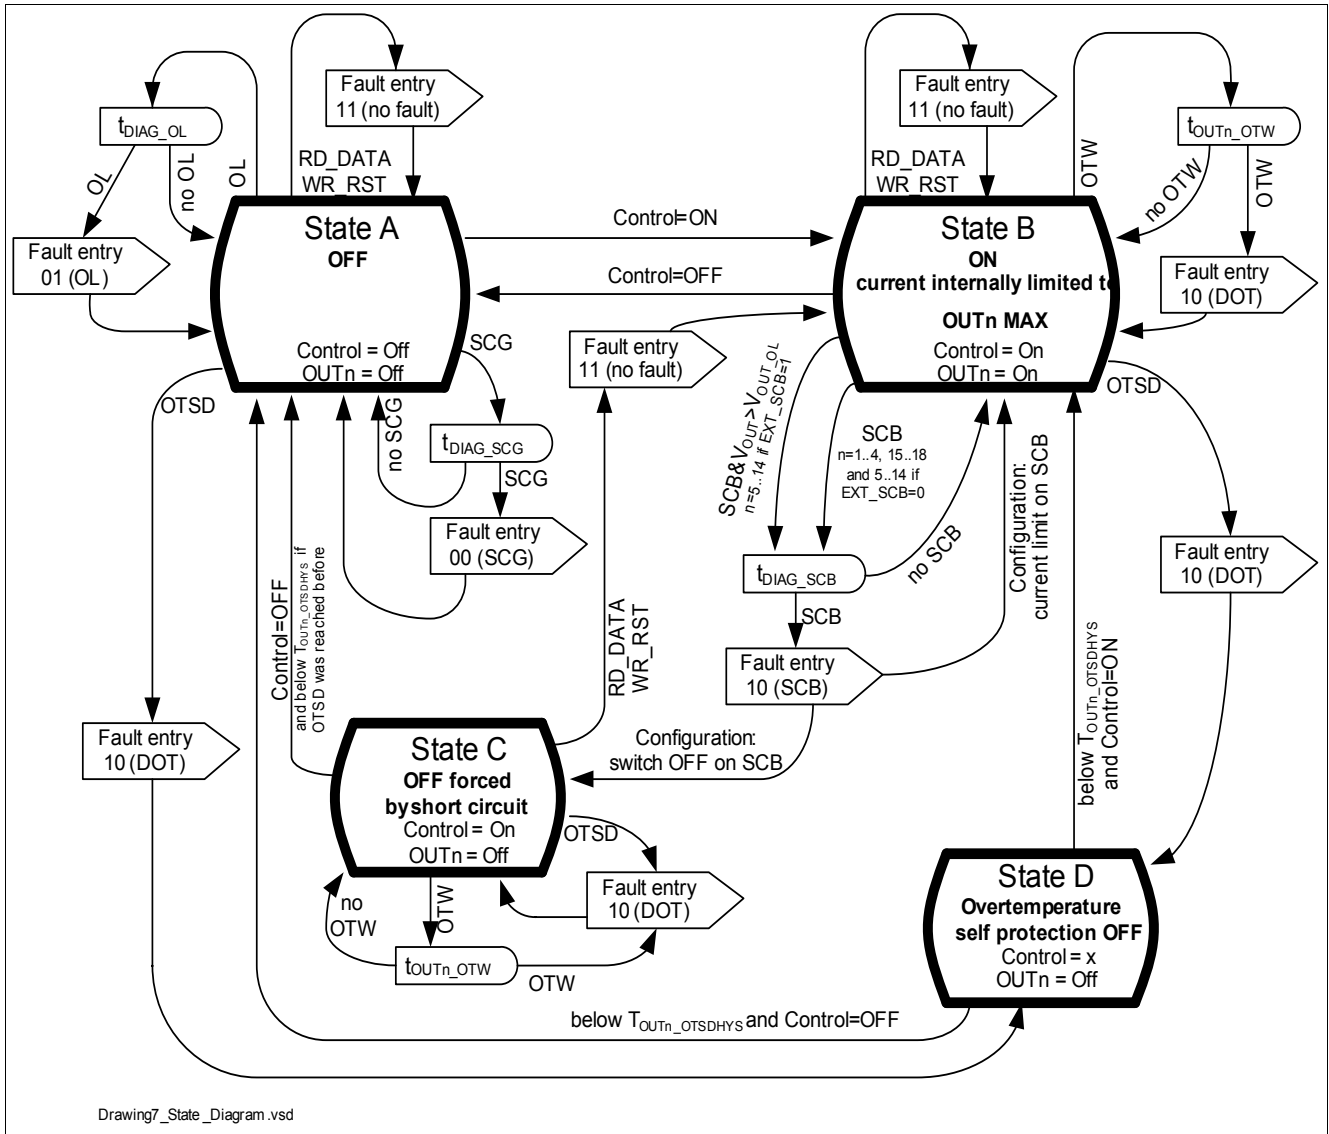 Fault entry
11 (no fault)
Fault entry
11 (no fault)
tDIAG_OL
tOUTn_OTW
OL
no OL
OL
RD_DATA
WR_RST
RD_DATA
WR_RST
OTW
no OTW
OTW
State A
OFF
Control = Off
OUTn = Off
Control=ON
Control=OFF
State B
ON
current internally limited to
OUTn MAX
Control = On
OUTn = On
Fault entry
01 (OL)
Fault entry
10 (DOT)
SCG
Fault entry
11 (no fault)
OTSD
OTSD
no SCG
tDIAG_SCG
SCG
Fault entry
00 (SCG)
SCB&VOUT>VOUT_OL
n=5..14 if EXT_SCB=1
SCB
n=1..4, 15..18
and 5..14 if
EXT_SCB=0
tDIAG_SCB
no SCB
SCB
Configuration:
current limit on SCB
Fault entry
10 (DOT)
Fault entry
10 (SCB)
Control=OFF
and below TOUTn_OTSDHYS if
OTSD was reached before
RD_DATA
WR_RST
below TOUTn_OTSDHYS
and Control=ON
Fault entry
10 (DOT)
State C
OFF forced
by short circuit
Control = On
OUTn = Off
Configuration:
switch OFF on SCB
OTSD
Fault entry
10 (DOT)
no
OTW
OTW
tOUTn_OTW
OTW
State D
Overtemperature
self protection OFF
Control = x
OUTn = Off
below TOUTn_OTSDHYS and Control=OFF
Drawing7_State_Diagram.vsd